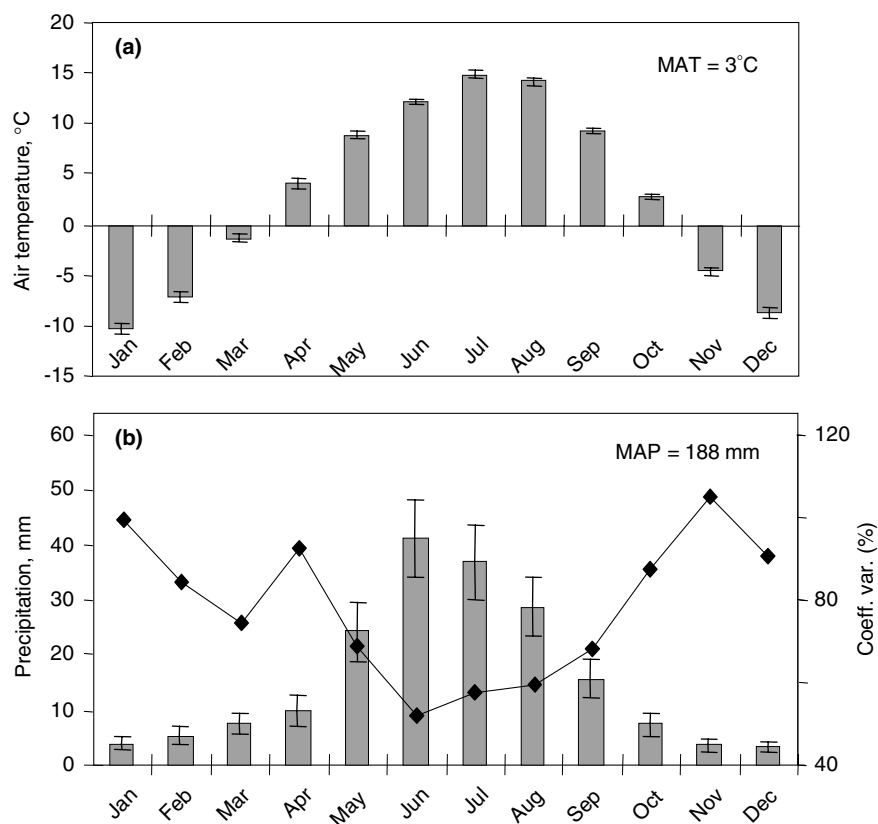 20
(a)
MAT = 3°C
15
10
5
0
-5
-10
-15
Air temperature, °C
Jan Feb Mar Apr May Jun Jul Aug Sep Oct Nov Dec
60
(b)
MAP = 188 mm
120
50
40
30
80
20
10
0
40
Precipitation, mm
Coeff. var. (%)
Jan Feb Mar Apr May Jun Jul Aug Sep Oct Nov Dec